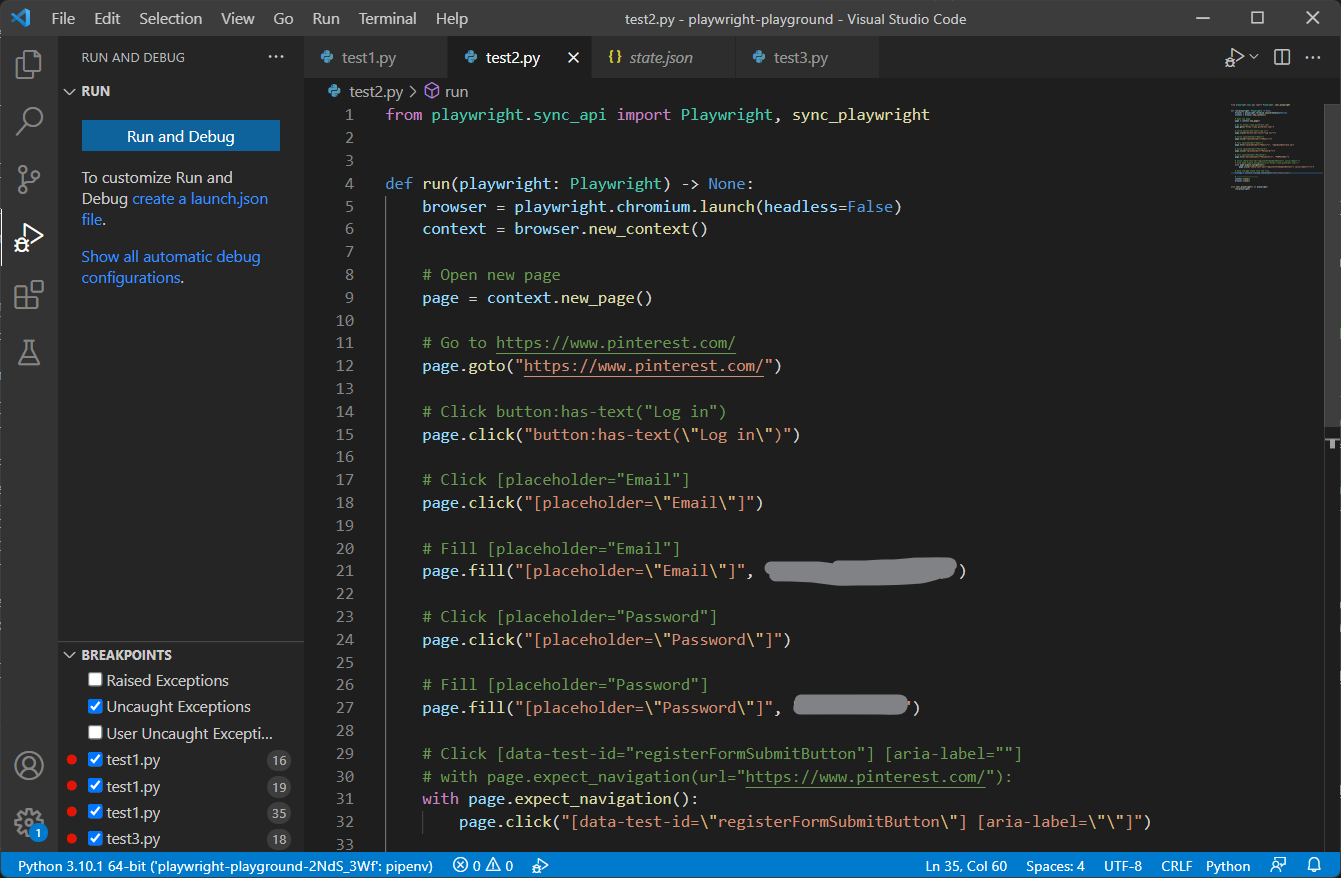 File Edit Selection View Go Run Terminal Help
test2.py - playwright-playground - Visual Studio Code
RUN AND DEBUG
RUN
Run and Debug
To customize Run and
Debug create a launch.json
file.
Show all automatic debug
configurations.
BREAKPOINTS
Raised Exceptions
Uncaught Exceptions
User Uncaught Excepti...
test1.py 16
test1.py 19
test1.py 35
test3.py 18
1
test1.py test2.py {} state.json test3.py
test2.py > run
1 from playwright.sync_api import Playwright, sync_playwright
2
3
4 def run(playwright: Playwright) -> None:
5 browser = playwright.chromium.launch(headless=False)
6 context = browser.new_context()
7
8 # Open new page
9 page = context.new_page()
10
11 # Go to https://www.pinterest.com/
12 page.goto("https://www.pinterest.com/")
13
14 # Click button:has-text("Log in")
15 page.click("button:has-text(\"Log in\")")
16
17 # Click [placeholder="Email"]
18 page.click("[placeholder=\"Email\"]")
19
20 # Fill [placeholder="Email"]
21 page.fill("[placeholder=\"Email\"]", )
22
23 # Click [placeholder="Password"]
24 page.click("[placeholder=\"Password\"]")
25
26 # Fill [placeholder="Password"]
27 page.fill("[placeholder=\"Password\"]", ")
28
29 # Click [data-test-id="registerFormSubmitButton"] [aria-label=""]
30 # with page.expect_navigation(url="https://www.pinterest.com/"):
31 with page.expect_navigation():
32 page.click("[data-test-id=\"registerFormSubmitButton\"] [aria-label=\"\"]")
33
Python 3.10.1 64-bit ('playwright-playground-2NdS_3Wf': pipenv) 0 0 Ln 35, Col 60 Spaces: 4 UTF-8 CRLF Python